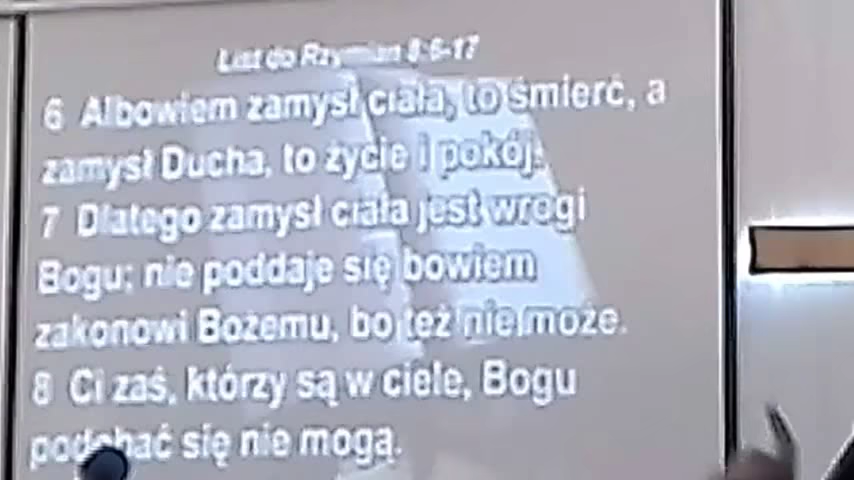 List do Rzymian 8:6-17
6 Albowiem zamysł ciała, to śmierć, a
zamysł Ducha, to życie i pokój.
7 Dlatego zamysł ciała jest wrogi
Bogu; nie poddaje się bowiem
zakonowi Bożemu, bo też nie może.
8 Ci zaś, którzy są w ciele, Bogu
podobać się nie mogą.